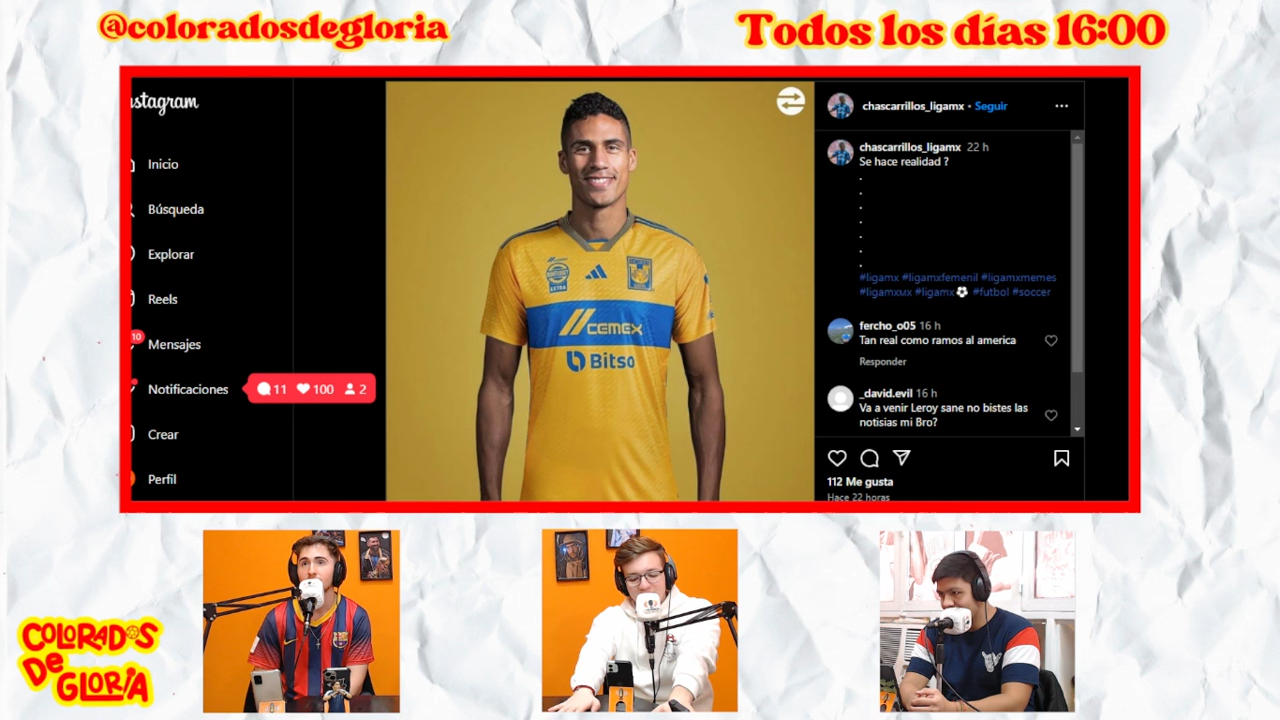 @coloradosdegloria
Todos los días 16:00
nstagram
Inicio
Búsqueda
Explorar
Reels
10
Mensajes
Notificaciones
11 100 2
Crear
Perfil
CEMEX
Bitso
chascarrillos_ligamx • Seguir
chascarrillos_ligamx 22 h
Se hace realidad ?
.
.
.
.
.
.
.
#ligamx #ligamxfemenil #ligamxmemes
#ligamxмx #ligamx⚽ #futbol #soccer
fercho_o05 16 h
Tan real como ramos al america
Responder
_david.evil 16 h
Va a venir Leroy sane no bistes las
notisias mi Bro?
112 Me gusta
Hace 22 horas
COLORADOS
De
GLORIA